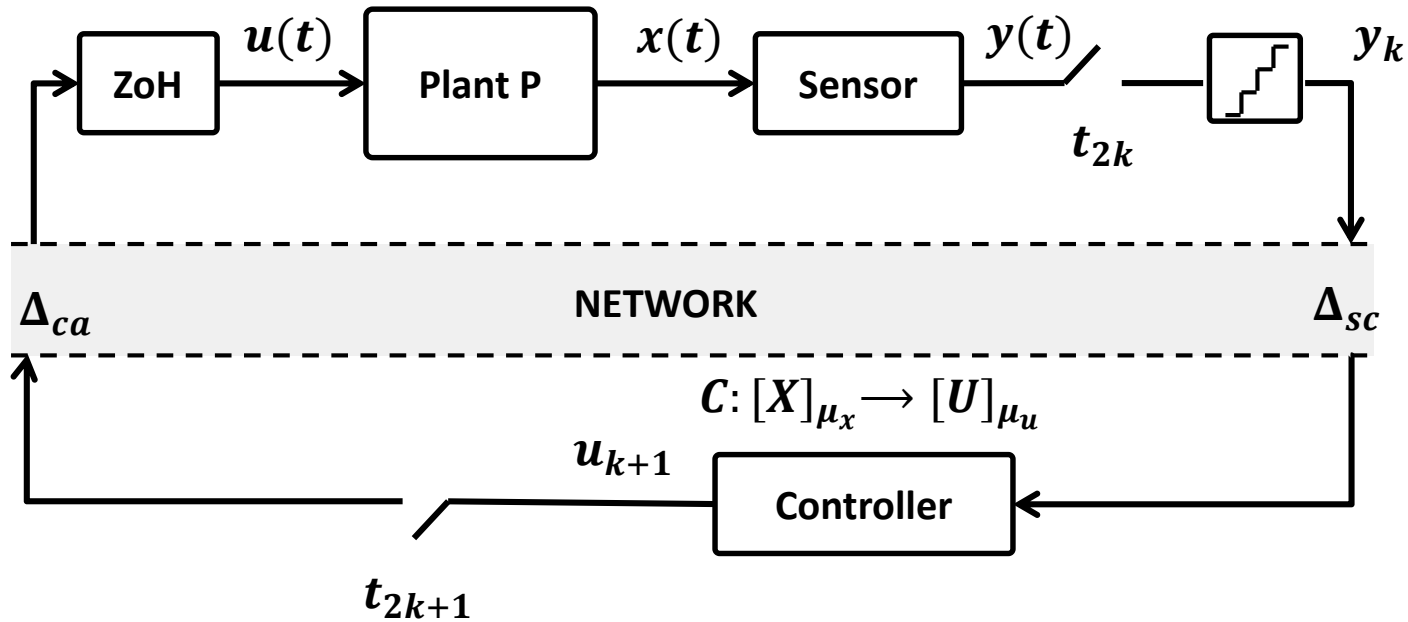 u(t) x(t) y(t) y_k
ZoH Plant P Sensor
t_{2k}
Δ_{ca} NETWORK Δ_{sc}
C: [X]_{μ_x} ⟶ [U]_{μ_u}
u_{k+1}
Controller
t_{2k+1}